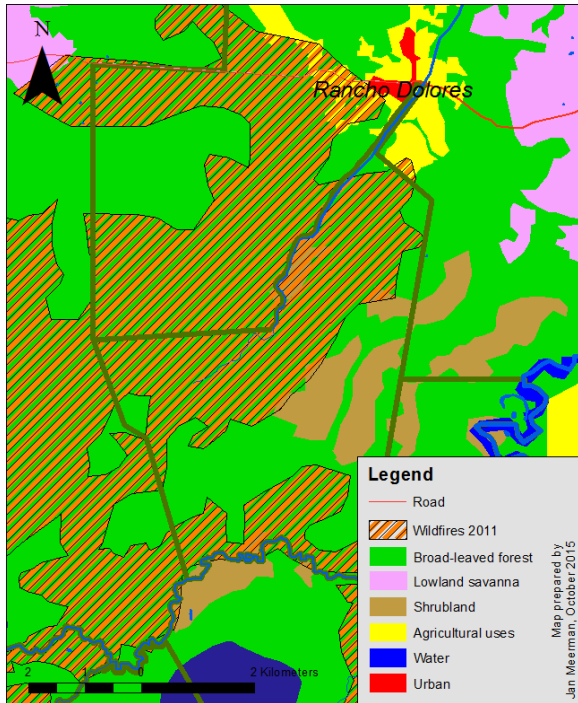 N
Rancho Dolores
Legend
Road
Wildfires 2011
Broad-leaved forest
Lowland savanna
Shrubland
Agricultural uses
Water
Urban
Map prepared by
Jan Meerman, October 2015
2 1 0 2 Kilometers